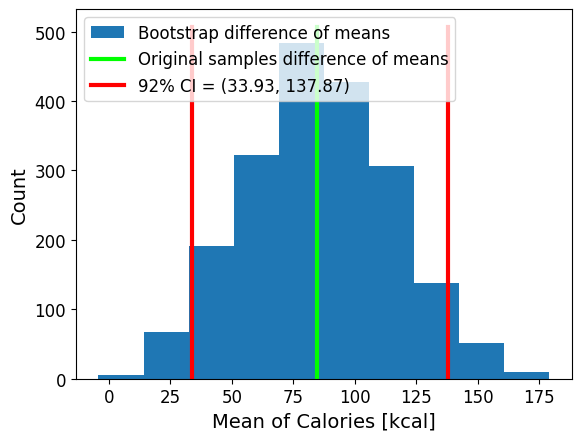 Bootstrap difference of means
Original samples difference of means
92% CI = (33.93, 137.87)
500
400
300
200
100
0
Count
0 25 50 75 100 125 150 175
Mean of Calories [kcal]